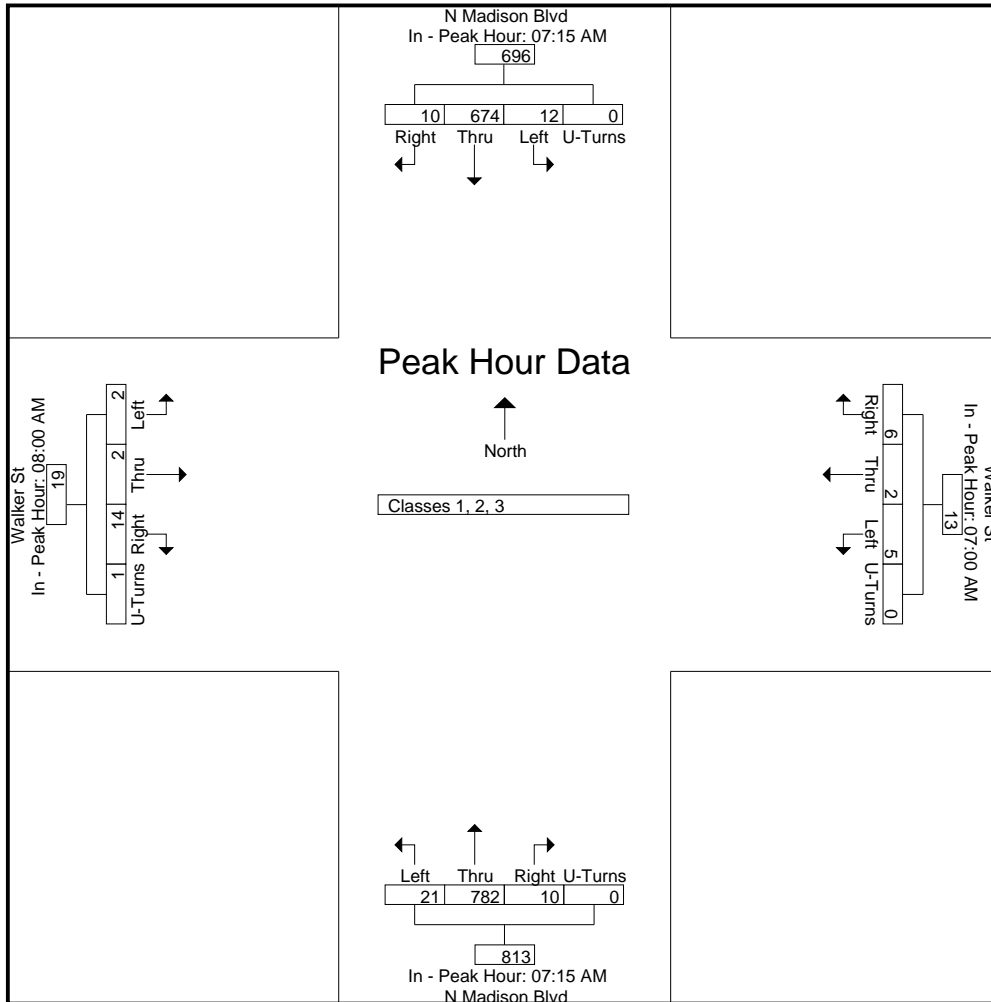 N Madison Blvd
In - Peak Hour: 07:15 AM
696
10 674 12 0
Right Thru Left U-Turns
Peak Hour Data
North
Classes 1, 2, 3
Walker St
In - Peak Hour: 08:00 AM
19
2 2 14 1
Left Thru Right U-Turns
Walker St
In - Peak Hour: 07:00 AM
13
6 2 5 0
Right Thru Left U-Turns
Left Thru Right U-Turns
21 782 10 0
813
In - Peak Hour: 07:15 AM
N Madison Blvd